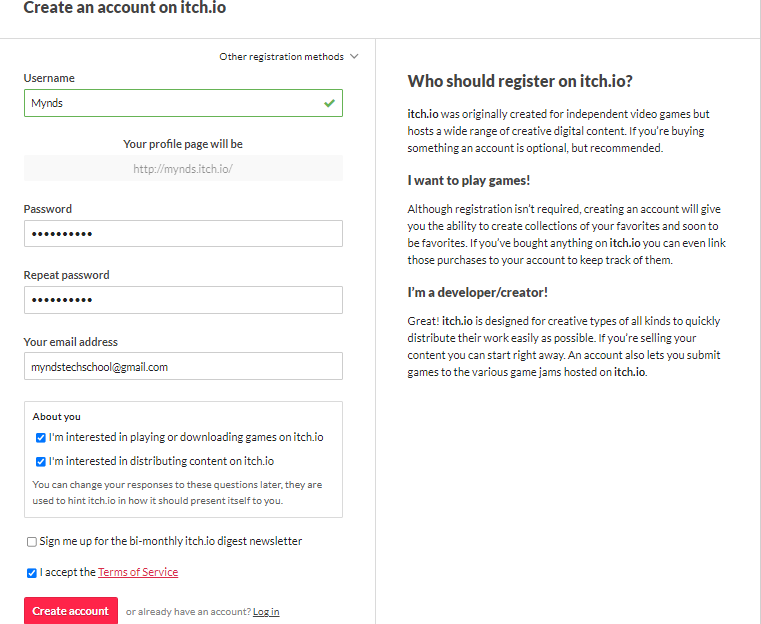 Create an account on itch.io
Other registration methods
Username
Mynds
Your profile page will be
http://mynds.itch.io/
Password
••••••••••
Repeat password
••••••••••
Your email address
myndstechschool@gmail.com
About you
I'm interested in playing or downloading games on itch.io
I'm interested in distributing content on itch.io
You can change your responses to these questions later, they are
used to hint itch.io in how it should present itself to you.
Sign me up for the bi-monthly itch.io digest newsletter
I accept the Terms of Service
Create account or already have an account? Log in
Who should register on itch.io?
itch.io was originally created for independent video games but
hosts a wide range of creative digital content. If you're buying
something an account is optional, but recommended.
I want to play games!
Although registration isn't required, creating an account will give
you the ability to create collections of your favorites and soon to
be favorites. If you've bought anything on itch.io you can even link
those purchases to your account to keep track of them.
I'm a developer/creator!
Great! itch.io is designed for creative types of all kinds to quickly
distribute their work easily as possible. If you're selling your
content you can start right away. An account also lets you submit
games to the various game jams hosted on itch.io.